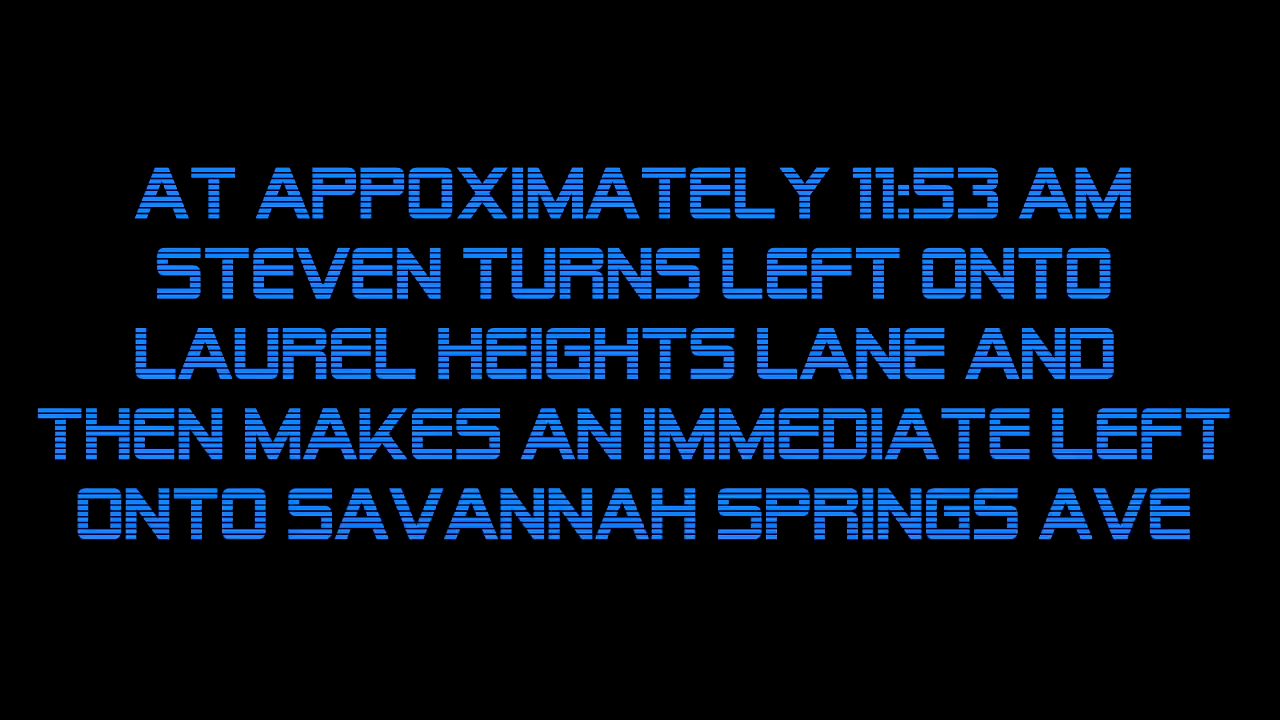 AT APPOXIMATELY 11:53 AM
STEVEN TURNS LEFT ONTO
LAUREL HEIGHTS LANE AND
THEN MAKES AN IMMEDIATE LEFT
ONTO SAVANNAH SPRINGS AVE